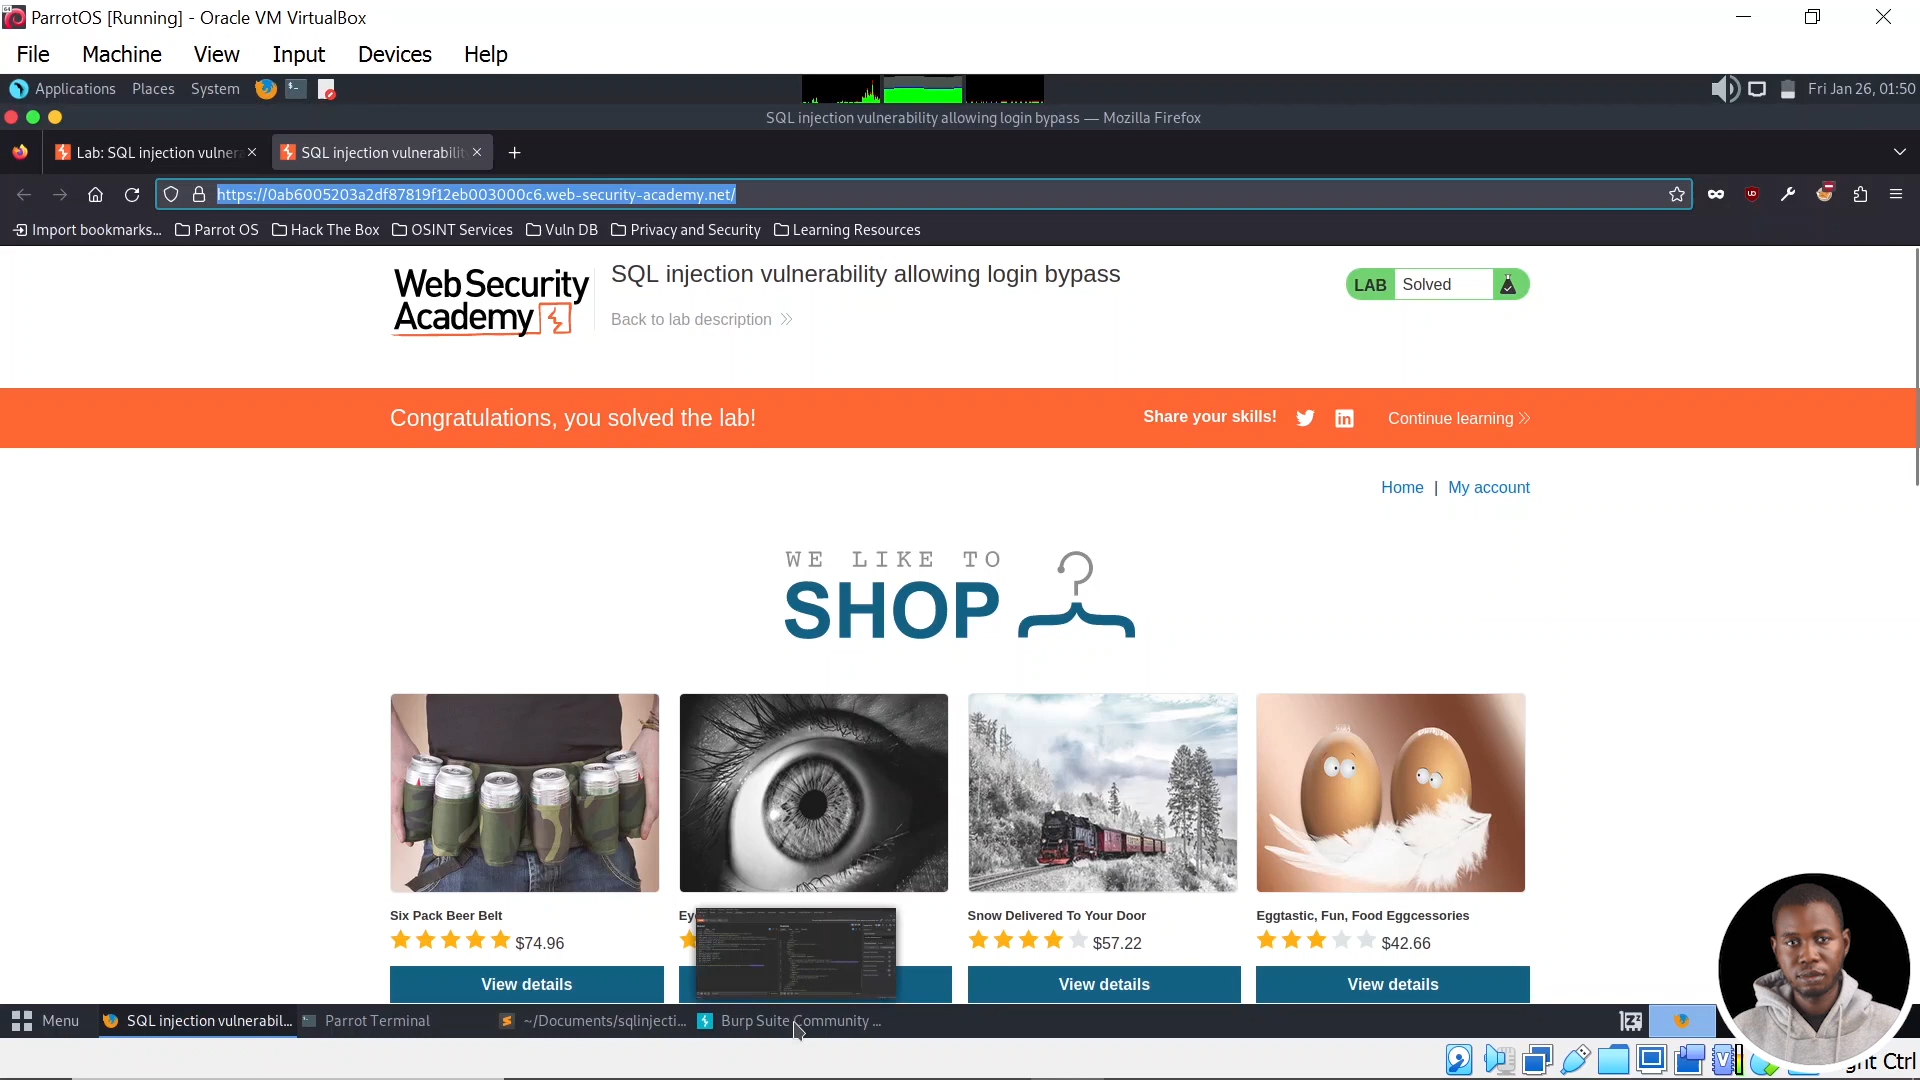 ParrotOS [Running] - Oracle VM VirtualBox
File Machine View Input Devices Help
Applications Places System Fri Jan 26, 01:50
SQL injection vulnerability allowing login bypass — Mozilla Firefox
Lab: SQL injection vulnera SQL injection vulnerabilit
https://0ab6005203a2df87819f12eb003000c6.web-security-academy.net/
Import bookmarks... Parrot OS Hack The Box OSINT Services Vuln DB Privacy and Security Learning Resources
Web Security
Academy
SQL injection vulnerability allowing login bypass
Back to lab description
LAB Solved
Congratulations, you solved the lab! Share your skills! Continue learning
Home | My account
WE LIKE TO
SHOP
Six Pack Beer Belt Ey Snow Delivered To Your Door Eggtastic, Fun, Food Eggcessories
$74.96 $57.22 $42.66
View details View details View details
Menu SQL injection vulnerabil... Parrot Terminal ~/Documents/sqlinjecti... Burp Suite Community ...
ht Ctrl